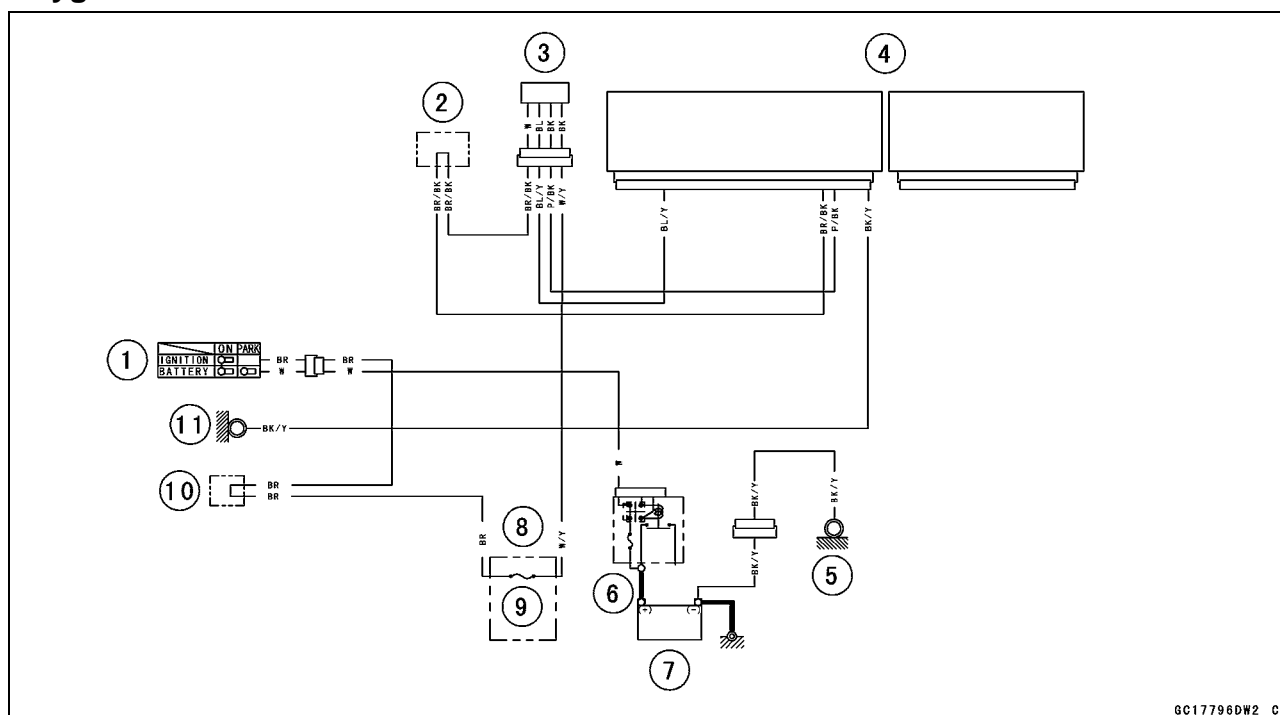 3
4
2
W
BL
BK
BK
BR/BK
BR/BK
BR/BK
BL/Y
P/BK
W/Y
BL/Y
BR/BK
P/BK
BK/Y
1
ON PARK
IGNITION
BATTERY
BR
BR
W
W
11
BK/Y
10
BR
BR
W
BK/Y
BK/Y
8
BR
W/Y
BK/Y
5
9
6
(+)
(-)
7
GC17796DW2 C